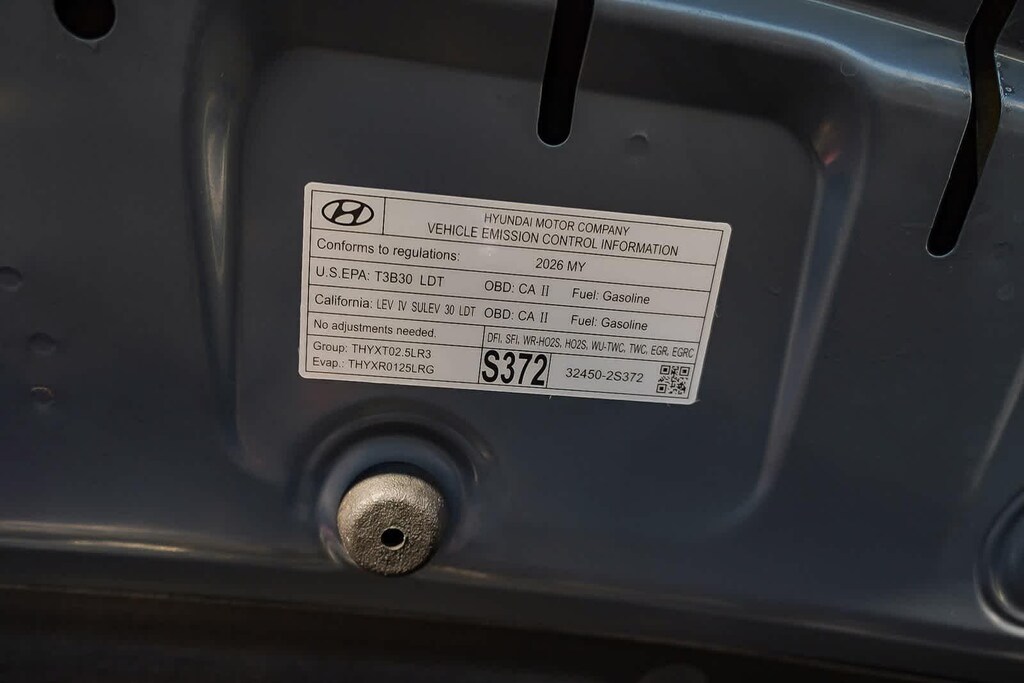 HYUNDAI MOTOR COMPANY
VEHICLE EMISSION CONTROL INFORMATION
Conforms to regulations: 2026 MY
U.S.EPA: T3B30 LDT OBD: CA II Fuel: Gasoline
California: LEV IV SULEV 30 LDT OBD: CA II Fuel: Gasoline
No adjustments needed. DFI, SFI, WR-HO2S, HO2S, WU-TWC, TWC, EGR, EGRC
Group: THYXT02.5LR3
Evap.: THYXR0125LRG
S372 32450-2S372